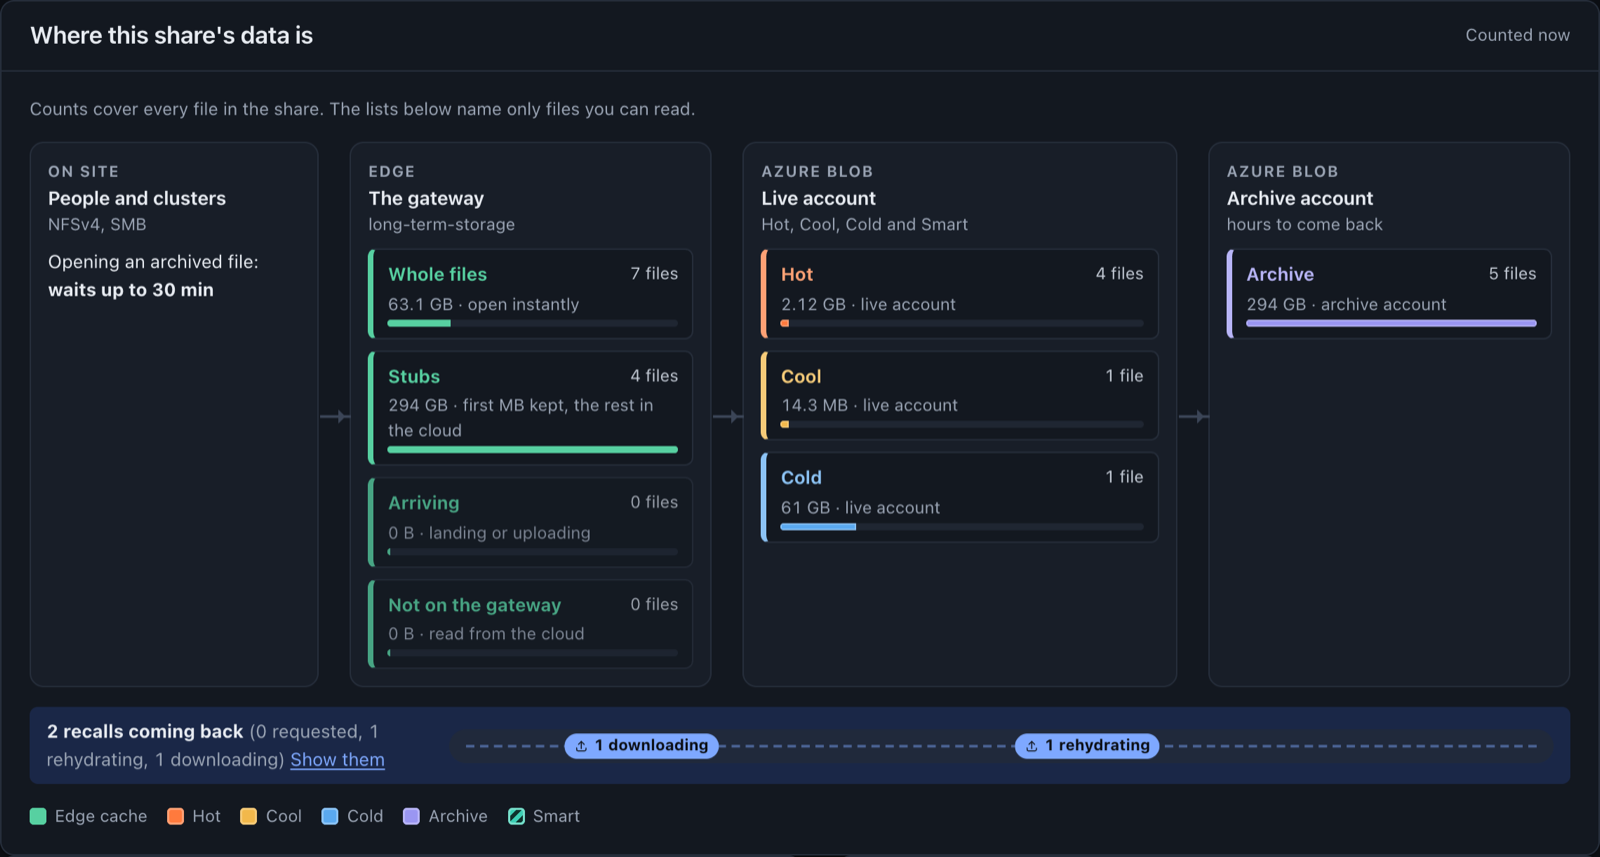 Where this share's data is
Counted now
Counts cover every file in the share. The lists below name only files you can read.
ON SITE
People and clusters
NFSv4, SMB
Opening an archived file:
waits up to 30 min
EDGE
The gateway
long-term-storage
Whole files 7 files
63.1 GB · open instantly
Stubs 4 files
294 GB · first MB kept, the rest in
the cloud
Arriving 0 files
0 B · landing or uploading
Not on the gateway 0 files
0 B · read from the cloud
AZURE BLOB
Live account
Hot, Cool, Cold and Smart
Hot 4 files
2.12 GB · live account
Cool 1 file
14.3 MB · live account
Cold 1 file
61 GB · live account
AZURE BLOB
Archive account
hours to come back
Archive 5 files
294 GB · archive account
2 recalls coming back (0 requested, 1
rehydrating, 1 downloading) Show them
1 downloading
1 rehydrating
Edge cache Hot Cool Cold Archive Smart